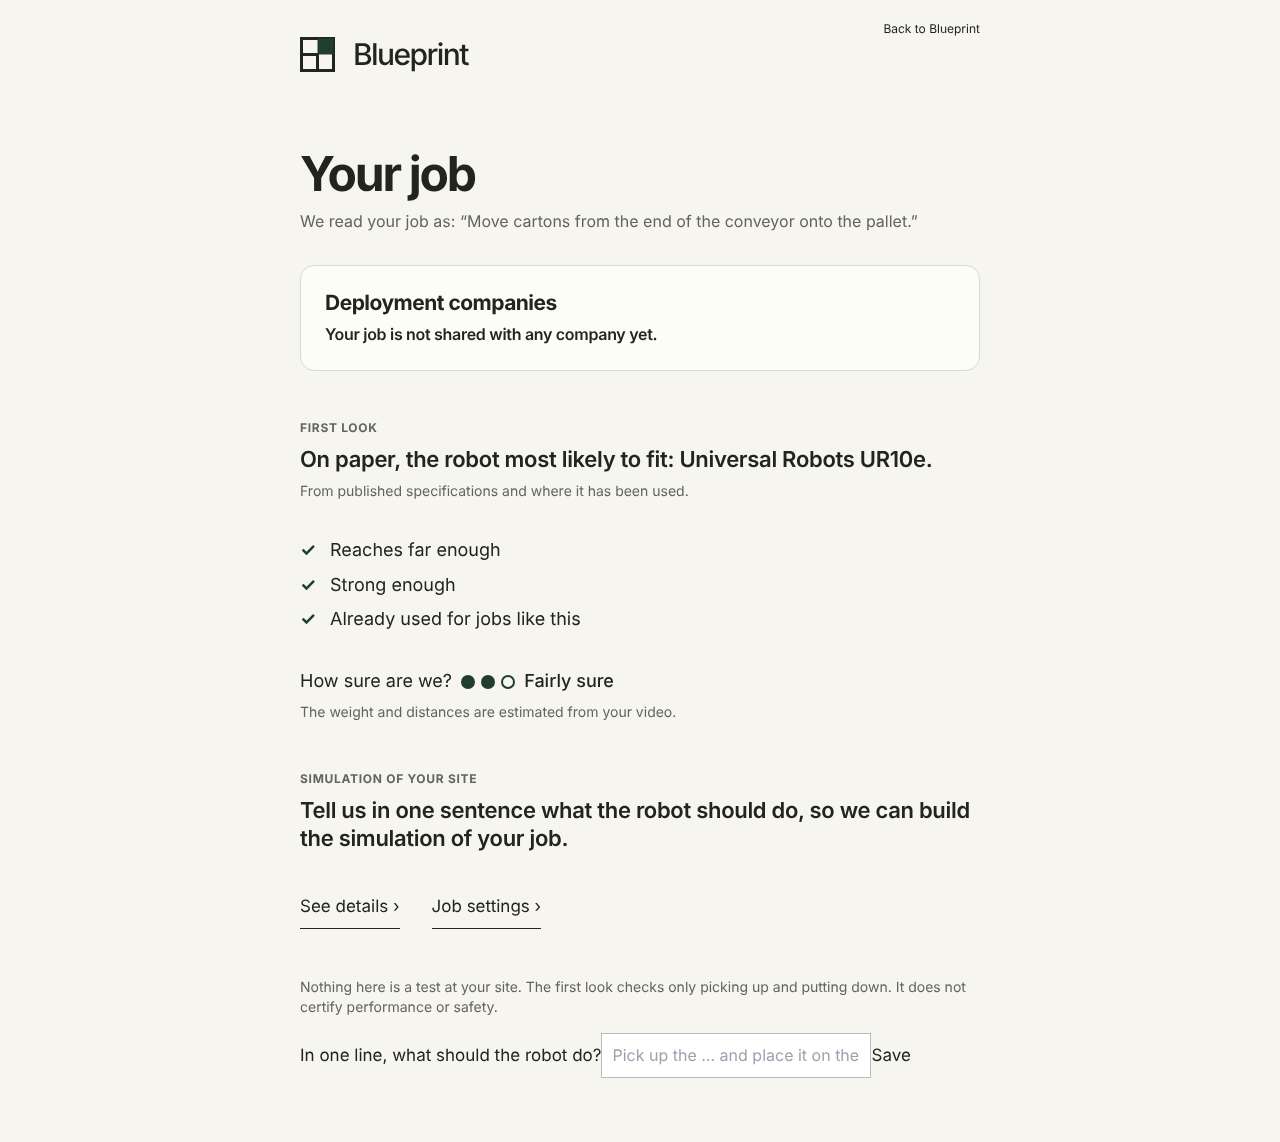 Back to Blueprint
Blueprint
Your job
We read your job as: “Move cartons from the end of the conveyor onto the pallet.”
Deployment companies
Your job is not shared with any company yet.
FIRST LOOK
On paper, the robot most likely to fit: Universal Robots UR10e.
From published specifications and where it has been used.
✓ Reaches far enough
✓ Strong enough
✓ Already used for jobs like this
How sure are we? ●●○ Fairly sure
The weight and distances are estimated from your video.
SIMULATION OF YOUR SITE
Tell us in one sentence what the robot should do, so we can build
the simulation of your job.
See details › Job settings ›
Nothing here is a test at your site. The first look checks only picking up and putting down. It does not
certify performance or safety.
In one line, what should the robot do? Pick up the … and place it on the Save